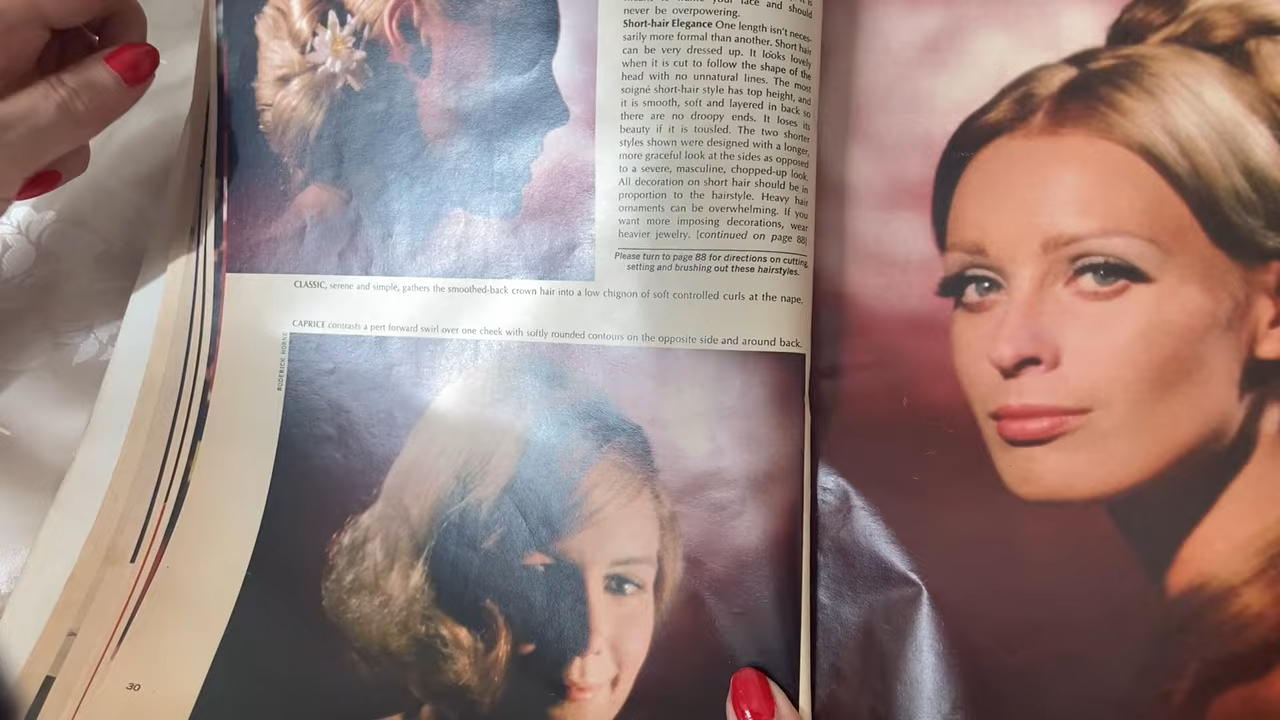 your face and should
never be overpowering.
Short-hair Elegance One length isn't neces-
sarily more formal than another. Short hair
can be very dressed up. It looks lovely
when it is cut to follow the shape of the
head with no unnatural lines. The most
soigné short-hair style has top height, and
it is smooth, soft and layered in back so
there are no droopy ends. It loses its
beauty if it is tousled. The two shorter
styles shown were designed with a longer,
more graceful look at the sides as opposed
to a severe, masculine, chopped-up look.
All decoration on short hair should be in
proportion to the hairstyle. Heavy hair
ornaments can be overwhelming. If you
want more imposing decorations, wear
heavier jewelry. [continued on page 88]
Please turn to page 88 for directions on cutting,
setting and brushing out these hairstyles.
CLASSIC, serene and simple, gathers the smoothed-back crown hair into a low chignon of soft controlled curls at the nape.
CAPRICE contrasts a pert forward swirl over one cheek with softly rounded contours on the opposite side and around back.
RODERICK HORNE
30